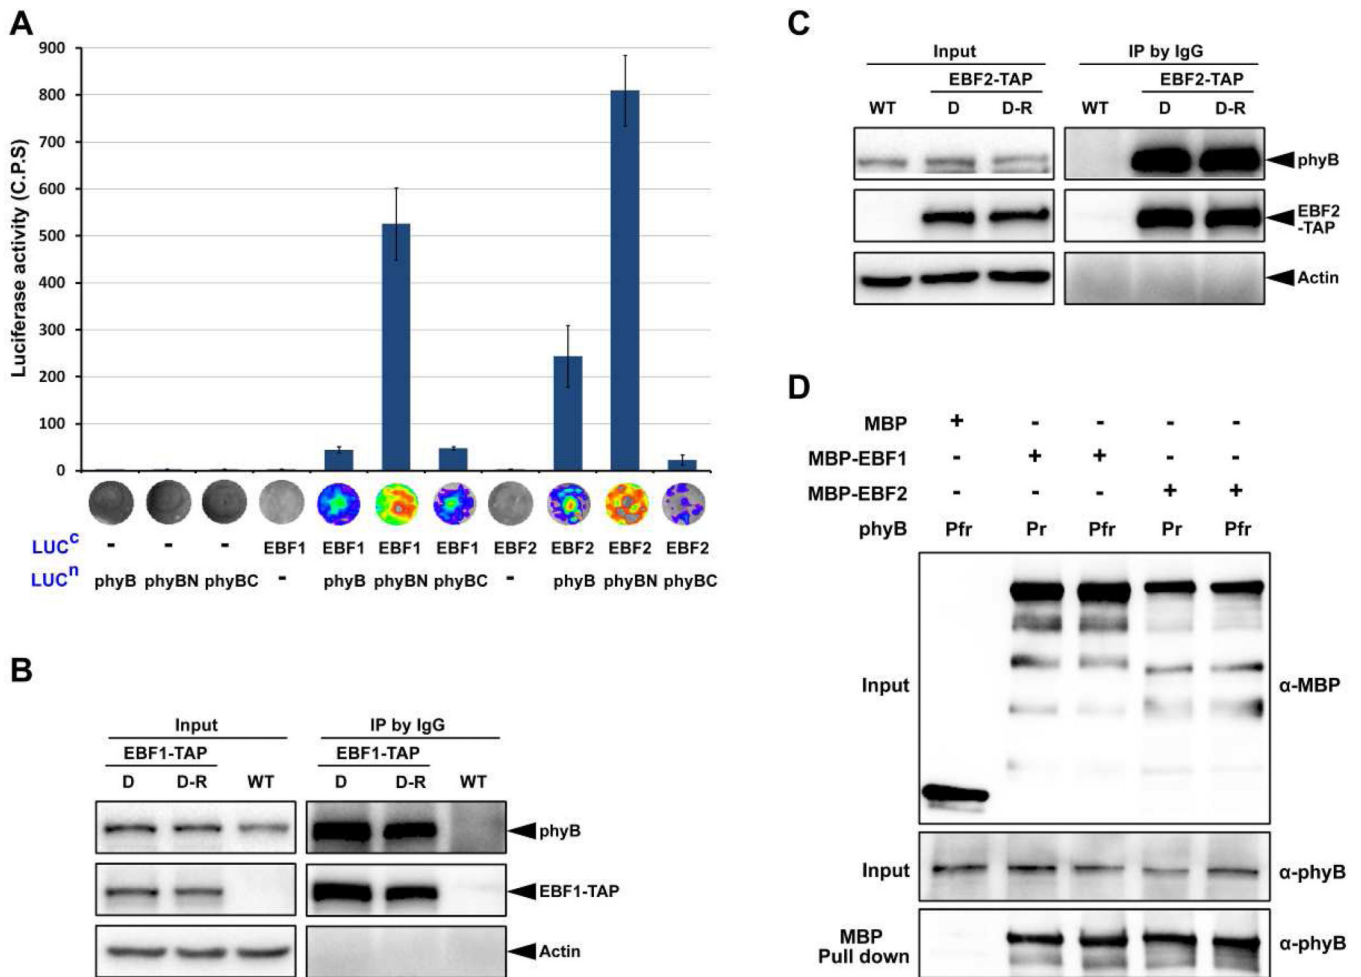 A
Luciferase activity (C.P.S)
900
800
700
600
500
400
300
200
100
0
LUCᶜ - - - EBF1 EBF1 EBF1 EBF1 EBF2 EBF2 EBF2 EBF2
LUCⁿ phyB phyBN phyBC - phyB phyBN phyBC - phyB phyBN phyBC
B
Input IP by IgG
EBF1-TAP EBF1-TAP
D D-R WT D D-R WT
phyB
EBF1-TAP
Actin
C
Input IP by IgG
EBF2-TAP EBF2-TAP
WT D D-R WT D D-R
phyB
EBF2
-TAP
Actin
D
MBP + - - - -
MBP-EBF1 - + + - -
MBP-EBF2 - - - + +
phyB Pfr Pr Pfr Pr Pfr
Input α-MBP
Input α-phyB
MBP
Pull down α-phyB